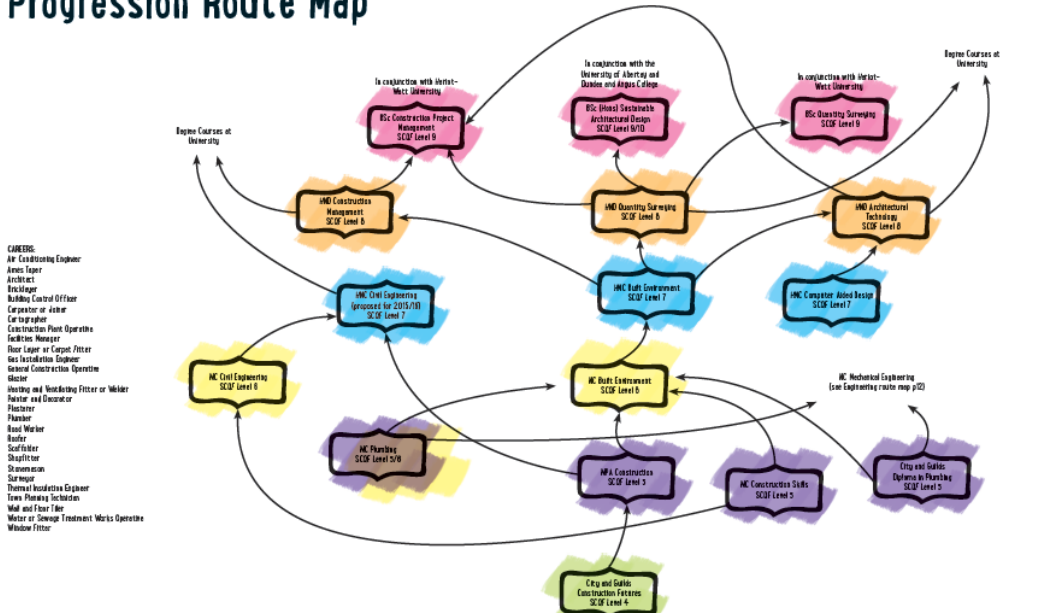 Progression Route Map
Degree Courses at
University
In conjunction with Heriot-
Watt University
BSc Construction Project
Management
SCQF Level 9
In conjunction with the
University of Abertay and
Dundee and Angus College
BSc (Hons) Sustainable
Architectural Design
SCQF Level 9/10
In conjunction with Heriot-
Watt University
BSc Quantity Surveying
SCQF Level 9
Degree Courses at
University
HND Construction
Management
SCQF Level 8
HND Quantity Surveying
SCQF Level 8
HND Architectural
Technology
SCQF Level 8
HNC Civil Engineering
(proposed for 2015/16)
SCQF Level 7
HNC Built Environment
SCQF Level 7
HNC Computer Aided Design
SCQF Level 7
NC Civil Engineering
SCQF Level 6
NC Built Environment
SCQF Level 6
NC Mechanical Engineering
(see Engineering route map p12)
NC Plumbing
SCQF Level 5/6
NPA Construction
SCQF Level 5
NC Construction Skills
SCQF Level 5
City and Guilds
Diploma in Plumbing
SCQF Level 5
City and Guilds
Construction Futures
SCQF Level 4
CAREERS:
Air Conditioning Engineer
Ames Taper
Architect
Bricklayer
Building Control Officer
Carpenter or Joiner
Cartographer
Construction Plant Operative
Facilities Manager
Floor Layer or Carpet Fitter
Gas Installation Engineer
General Construction Operative
Glazier
Heating and Ventilating Fitter or Welder
Painter and Decorator
Plasterer
Plumber
Road Worker
Roofer
Scaffolder
Shopfitter
Stonemason
Surveyor
Thermal Insulation Engineer
Town Planning Technician
Wall and Floor Tiler
Water or Sewage Treatment Works Operative
Window Fitter